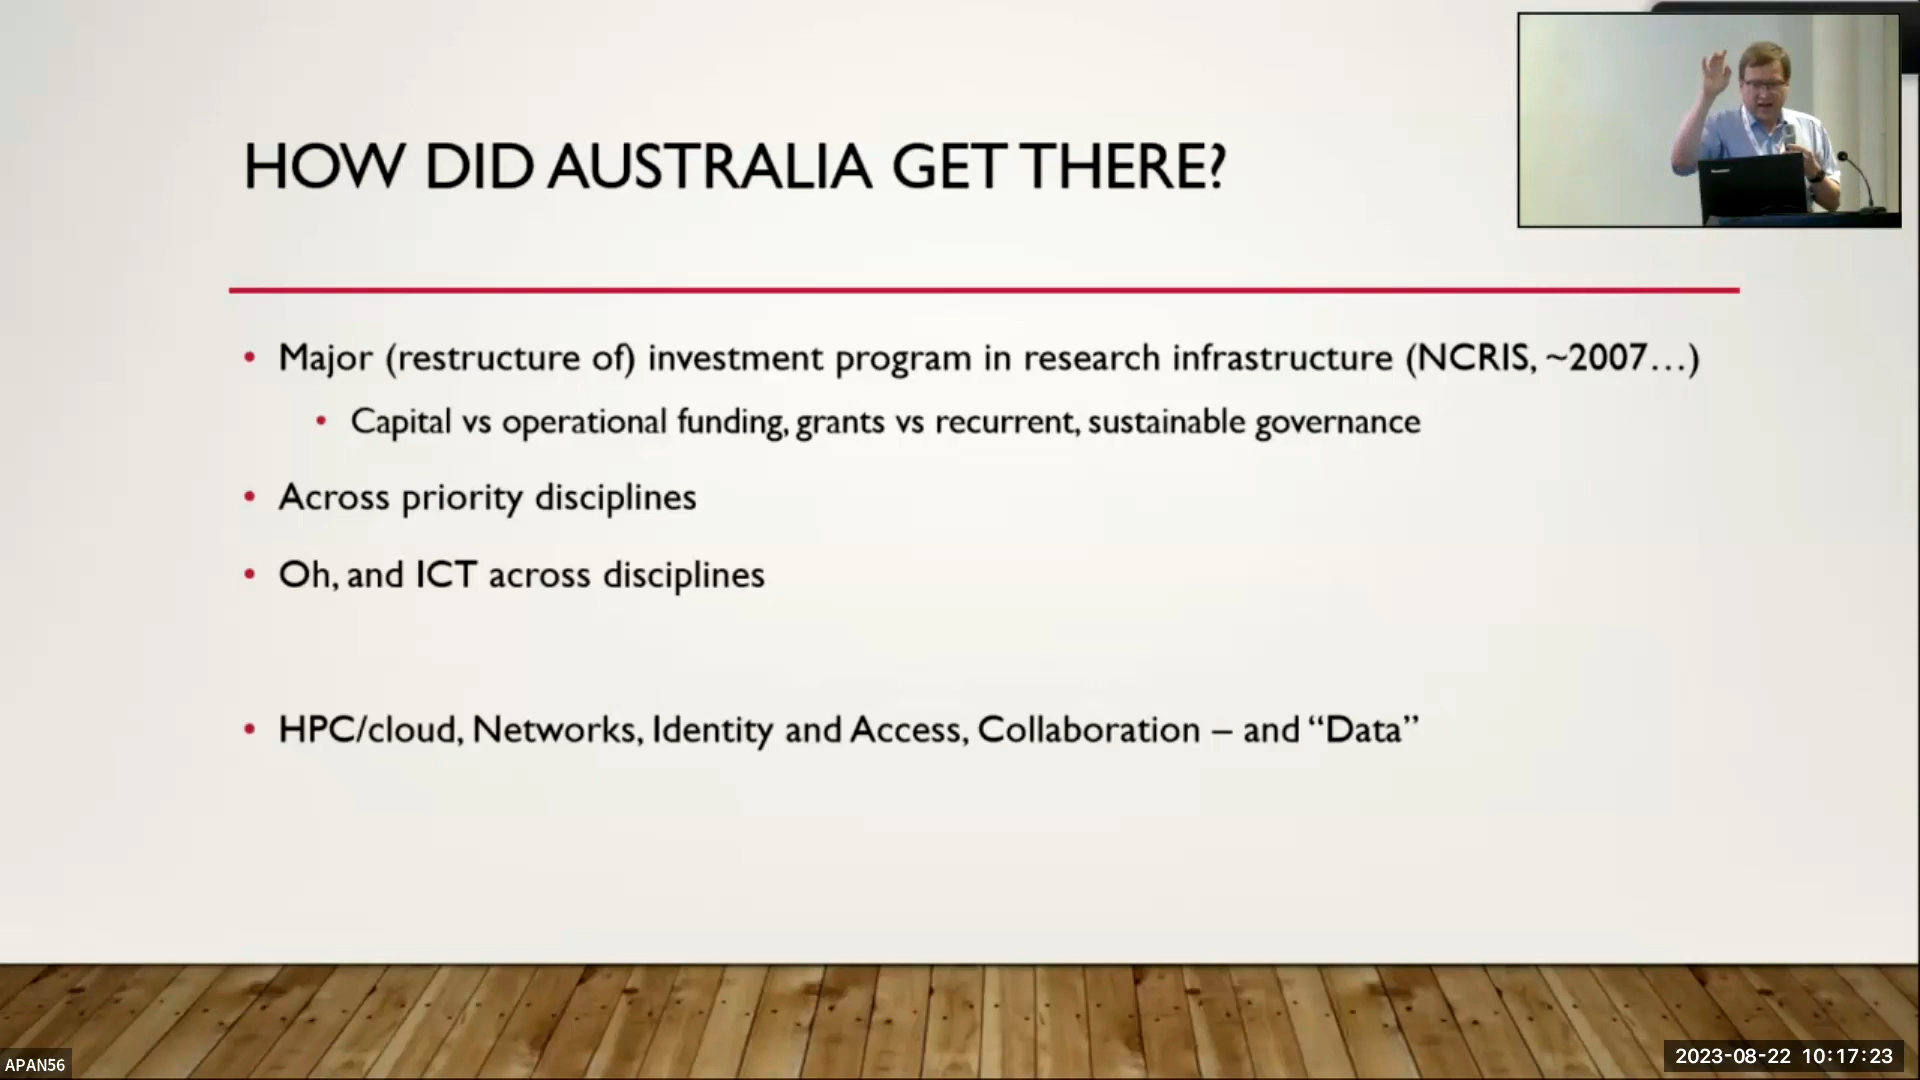 HOW DID AUSTRALIA GET THERE?
• Major (restructure of) investment program in research infrastructure (NCRIS, ~2007…)
• Capital vs operational funding, grants vs recurrent, sustainable governance
• Across priority disciplines
• Oh, and ICT across disciplines
• HPC/cloud, Networks, Identity and Access, Collaboration – and “Data”
APAN56
2023-08-22 10:17:23